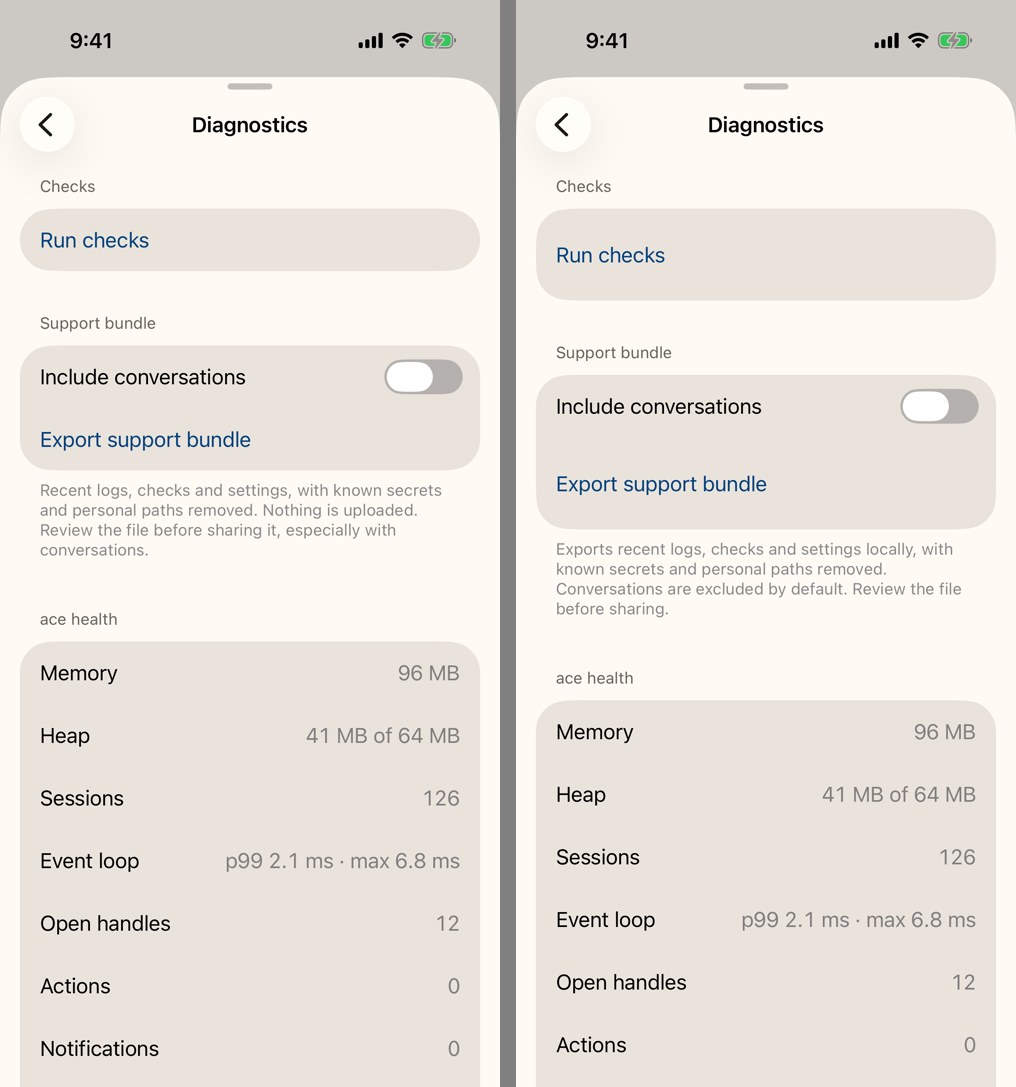 9:41
Diagnostics
Checks
Run checks
Support bundle
Include conversations
Export support bundle
Recent logs, checks and settings, with known secrets
and personal paths removed. Nothing is uploaded.
Review the file before sharing it, especially with
conversations.
ace health
Memory 96 MB
Heap 41 MB of 64 MB
Sessions 126
Event loop p99 2.1 ms · max 6.8 ms
Open handles 12
Actions 0
Notifications 0
9:41
Diagnostics
Checks
Run checks
Support bundle
Include conversations
Export support bundle
Exports recent logs, checks and settings locally, with
known secrets and personal paths removed.
Conversations are excluded by default. Review the file
before sharing.
ace health
Memory 96 MB
Heap 41 MB of 64 MB
Sessions 126
Event loop p99 2.1 ms · max 6.8 ms
Open handles 12
Actions 0